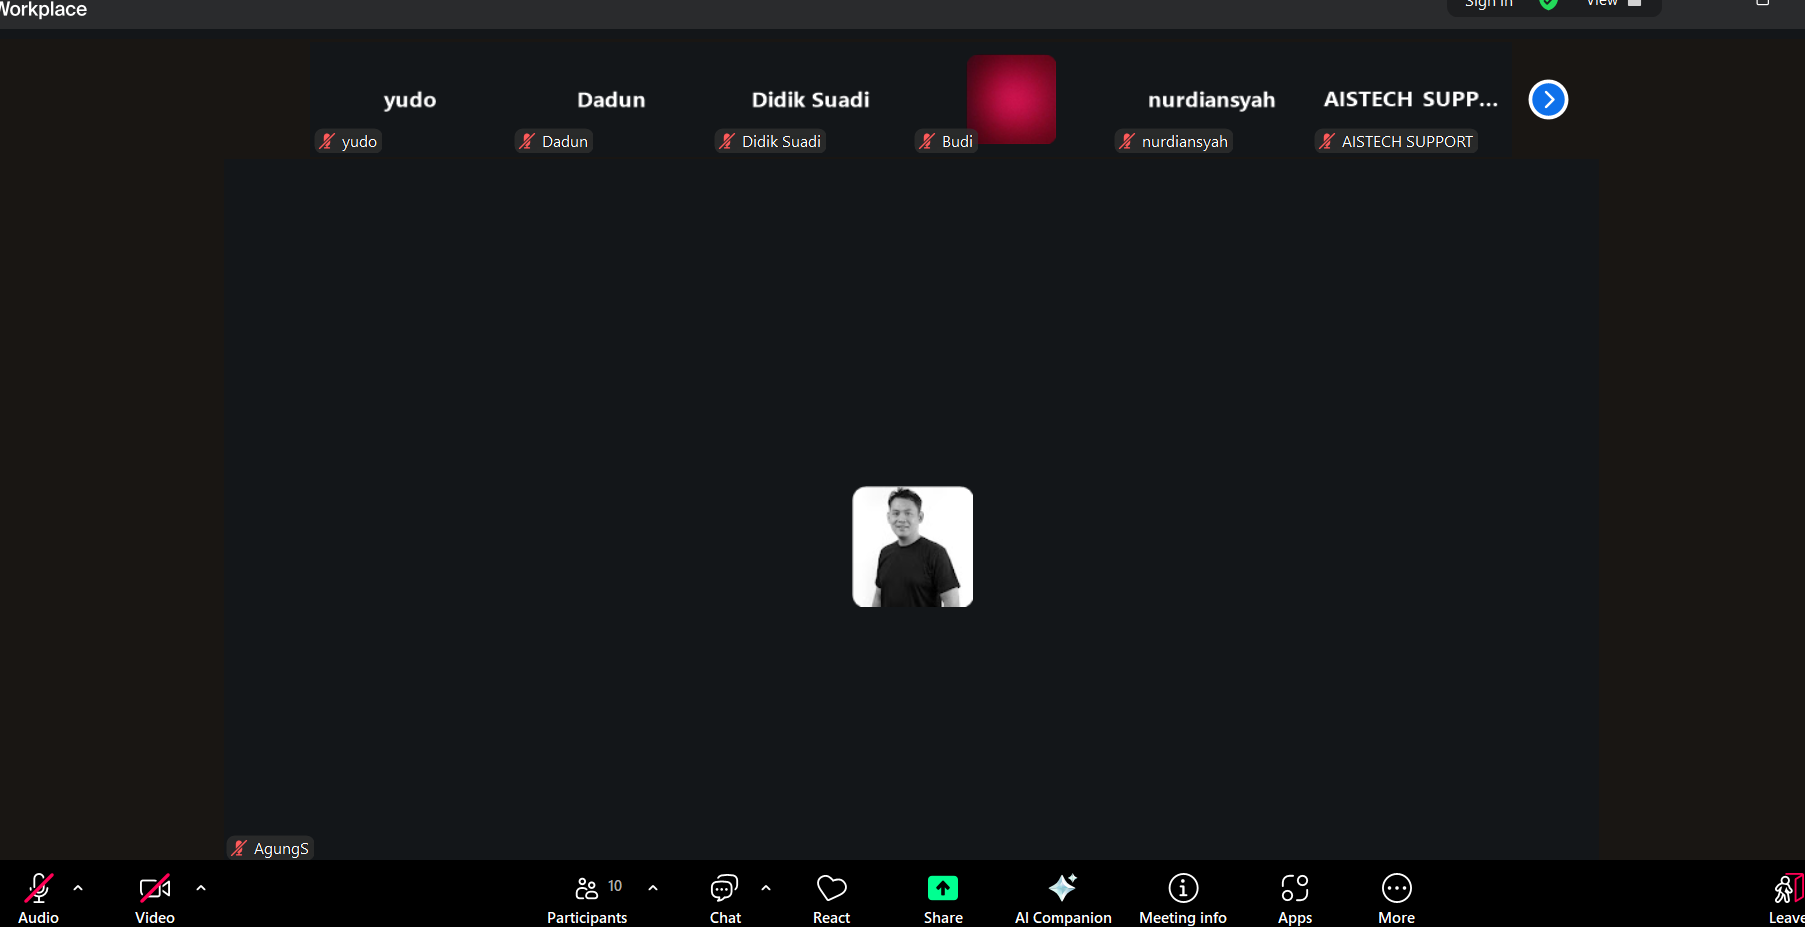 Workplace
Sign in
View
yudo
Dadun
Didik Suadi
nurdiansyah
AISTECH SUPP...
yudo
Dadun
Didik Suadi
Budi
nurdiansyah
AISTECH SUPPORT
AgungS
10
Audio
Video
Participants
Chat
React
Share
AI Companion
Meeting info
Apps
More
Leave